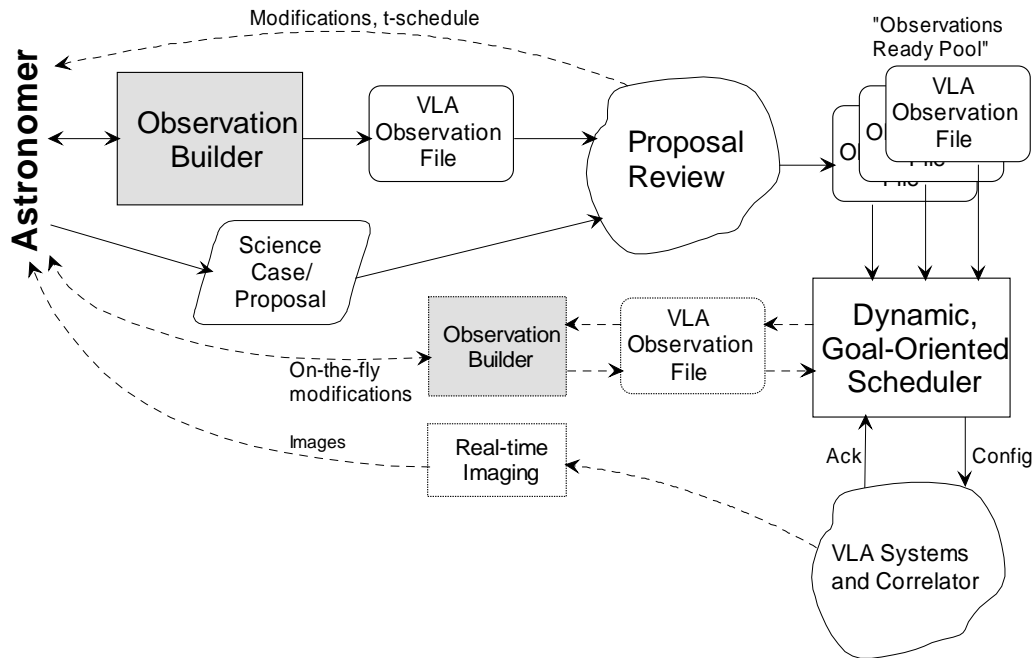 Modifications, t-schedule
"Observations
Ready Pool"
Astronomer
Observation
Builder
VLA
Observation
File
Proposal
Review
VLA
Observation
File
Science
Case/
Proposal
Observation
Builder
VLA
Observation
File
Dynamic,
Goal-Oriented
Scheduler
On-the-fly
modifications
Images
Real-time
Imaging
Ack
Config
VLA Systems
and Correlator